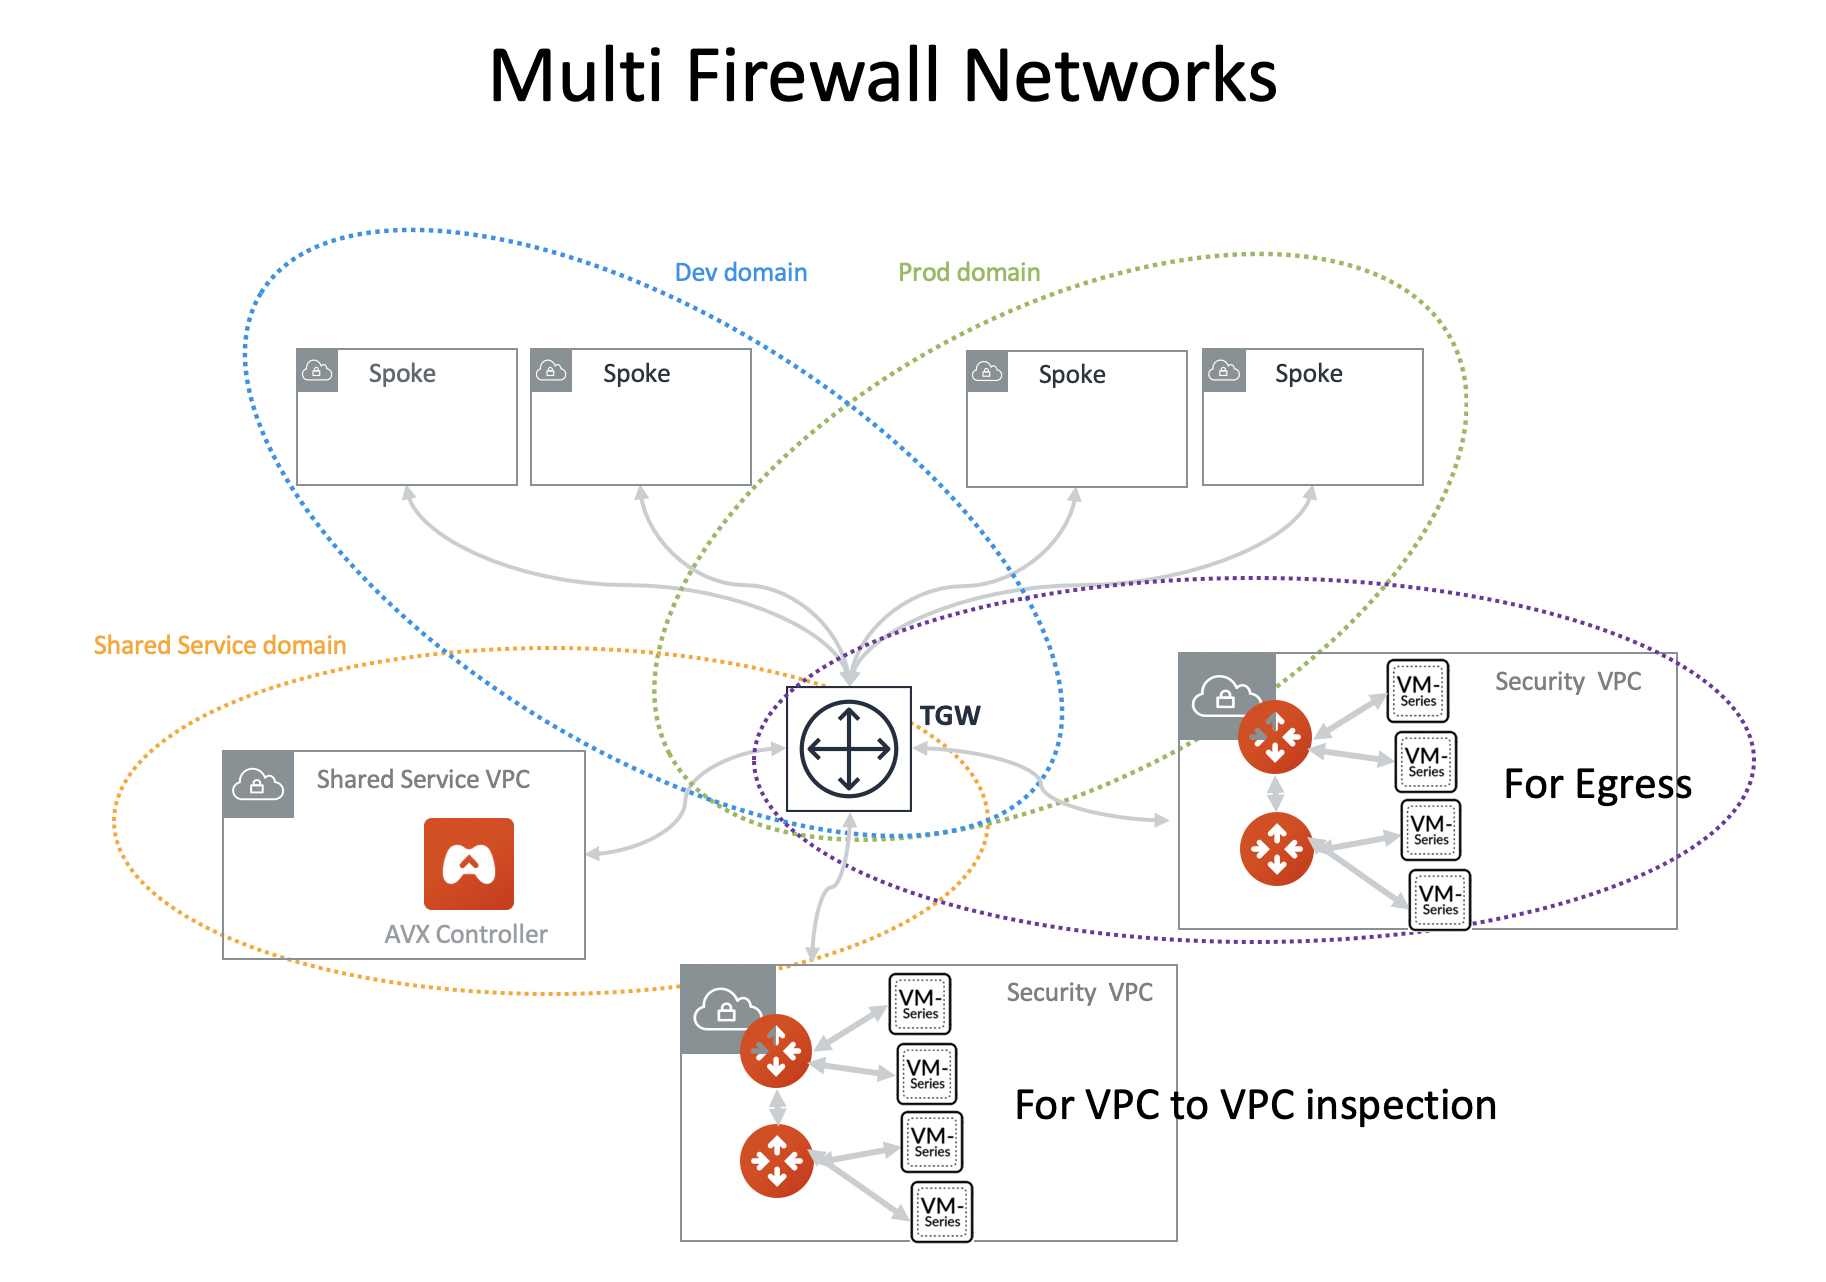 Multi Firewall Networks
Dev domain
Prod domain
Spoke
Spoke
Spoke
Spoke
Shared Service domain
TGW
Security VPC
VM-
Series
VM-
Series
For Egress
VM-
Series
VM-
Series
Shared Service VPC
AVX Controller
Security VPC
VM-
Series
VM-
Series
For VPC to VPC inspection
VM-
Series
VM-
Series